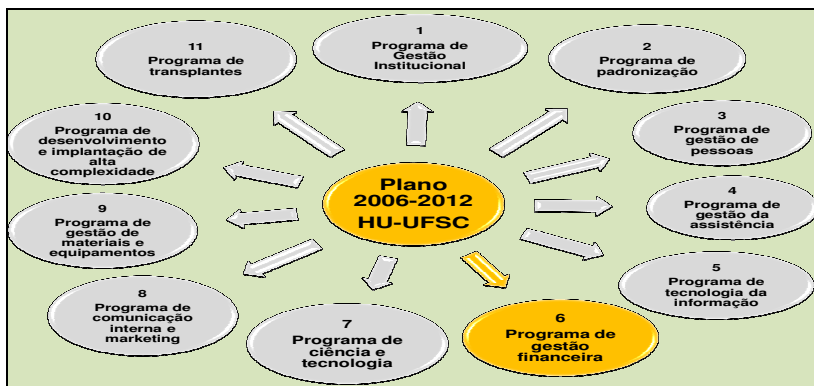 1
Programa de
Gestão
Institucional
2
Programa de
padronização
3
Programa de
gestão de
pessoas
4
Programa de
gestão da
assistência
5
Programa de
tecnologia da
informação
6
Programa de
gestão
financeira
7
Programa de
ciência e
tecnologia
8
Programa de
comunicação
interna e
marketing
9
Programa de
gestão de
materiais e
equipamentos
10
Programa de
desenvolvimento
e implantação de
alta
complexidade
11
Programa de
transplantes
Plano
2006-2012
HU-UFSC